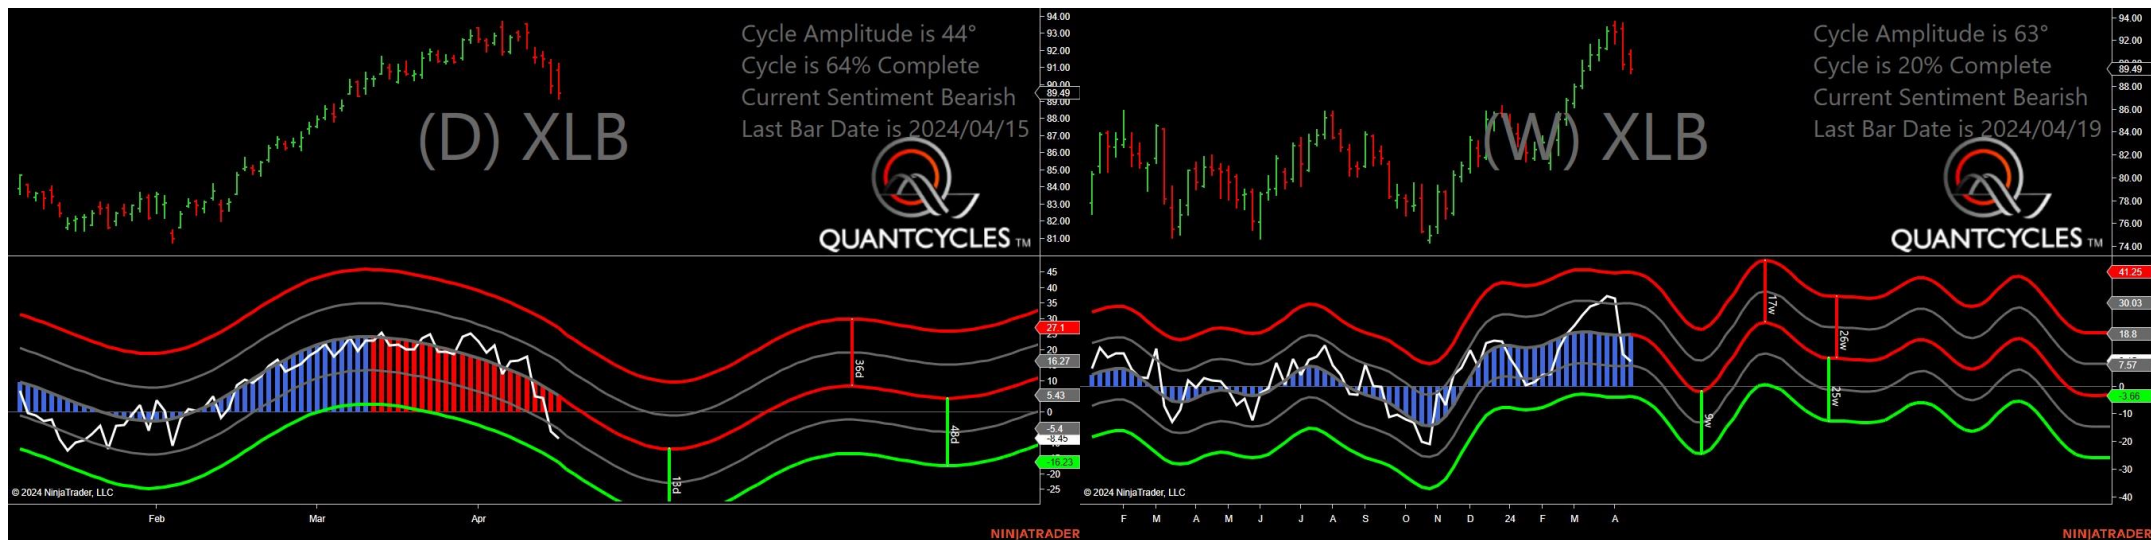 Cycle Amplitude is 44°
Cycle is 64% Complete
Current Sentiment Bearish
Last Bar Date is 2024/04/15
(D) XLB
QUANTCYCLES TM
94.00
93.00
92.00
91.00
90.00
89.49
89.00
88.00
87.00
86.00
85.00
84.00
83.00
82.00
81.00
45
40
35
30
27.1
25
20
16.27
10
5.43
0
-5.4
-8.45
-16.23
-20
-25
36d
48d
13d
© 2024 NinjaTrader, LLC
Feb Mar Apr
NINJATRADER
Cycle Amplitude is 63°
Cycle is 20% Complete
Current Sentiment Bearish
Last Bar Date is 2024/04/19
(W) XLB
QUANTCYCLES TM
94.00
92.00
89.49
88.00
86.00
84.00
82.00
80.00
78.00
76.00
74.00
41.25
30.03
18.8
7.57
0
-3.66
-10
-20
-30
-40
17w
26w
25w
9w
© 2024 NinjaTrader, LLC
F M A M J J A S O N D 24 F M A
NINJATRADER